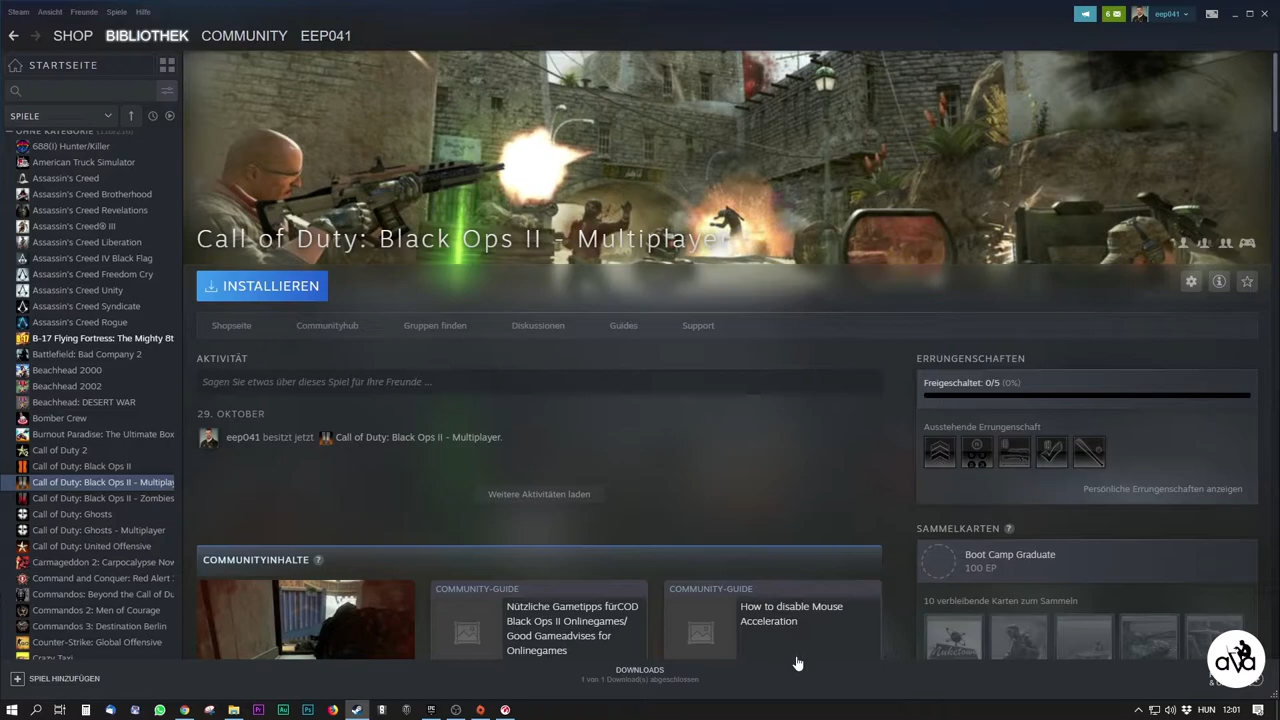 Steam Ansicht Freunde Spiele Hilfe
6 eep041
SHOP BIBLIOTHEK COMMUNITY EEP041
STARTSEITE
SPIELE
688(I) Hunter/Killer
American Truck Simulator
Assassin's Creed
Assassin's Creed Brotherhood
Assassin's Creed Revelations
Assassin's Creed® III
Assassin's Creed Liberation
Assassin's Creed IV Black Flag
Assassin's Creed Freedom Cry
Assassin's Creed Unity
Assassin's Creed Syndicate
Assassin's Creed Rogue
B-17 Flying Fortress: The Mighty 8t
Battlefield: Bad Company 2
Beachhead 2000
Beachhead 2002
Beachhead: DESERT WAR
Bomber Crew
Burnout Paradise: The Ultimate Box
Call of Duty 2
Call of Duty: Black Ops II
Call of Duty: Black Ops II - Multiplay
Call of Duty: Black Ops II - Zombies
Call of Duty: Ghosts
Call of Duty: Ghosts - Multiplayer
Call of Duty: United Offensive
Carmageddon 2: Carpocalypse Now
Command and Conquer: Red Alert
Commandos: Beyond the Call of Du
Commandos 2: Men of Courage
Commandos 3: Destination Berlin
Counter-Strike: Global Offensive
Crazy Taxi
SPIEL HINZUFÜGEN
Call of Duty: Black Ops II - Multiplayer
INSTALLIEREN
Shopseite Communityhub Gruppen finden Diskussionen Guides Support
AKTIVITÄT
Sagen Sie etwas über dieses Spiel für Ihre Freunde ...
29. OKTOBER
eep041 besitzt jetzt Call of Duty: Black Ops II - Multiplayer.
Weitere Aktivitäten laden
COMMUNITYINHALTE ?
COMMUNITY-GUIDE
Nützliche Gametipps fürCOD
Black Ops II Onlinegames/
Good Gameadvises for
Onlinegames
COMMUNITY-GUIDE
How to disable Mouse
Acceleration
ERRUNGENSCHAFTEN
Freigeschaltet: 0/5 (0%)
Ausstehende Errungenschaft
Persönliche Errungenschaften anzeigen
SAMMELKARTEN ?
Boot Camp Graduate
100 EP
10 verbleibende Karten zum Sammeln
DOWNLOADS
1 von 1 Download(s) abgeschlossen
ava
HUN 12:01